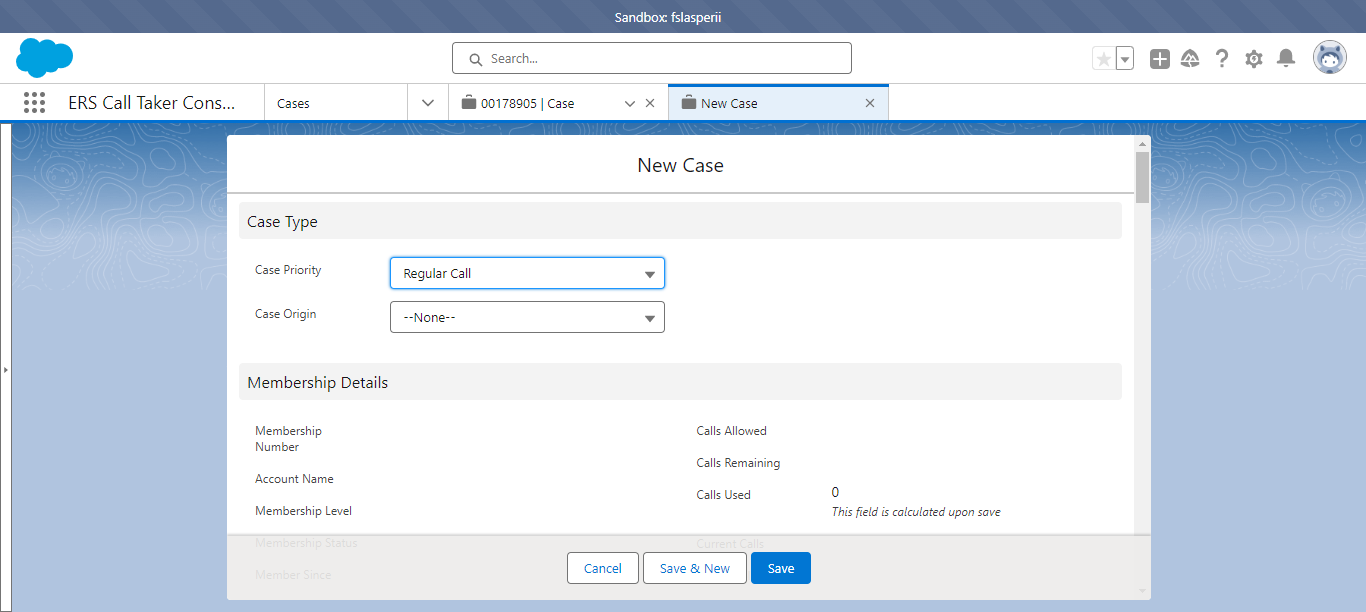 Sandbox: fslasperii
Search...
ERS Call Taker Cons...
Cases
00178905 | Case
New Case
New Case
Case Type
Case Priority
Regular Call
Case Origin
--None--
Membership Details
Membership
Number
Calls Allowed
Calls Remaining
Account Name
Calls Used
0
This field is calculated upon save
Membership Level
Membership Status
Current Calls
Member Since
Cancel
Save & New
Save